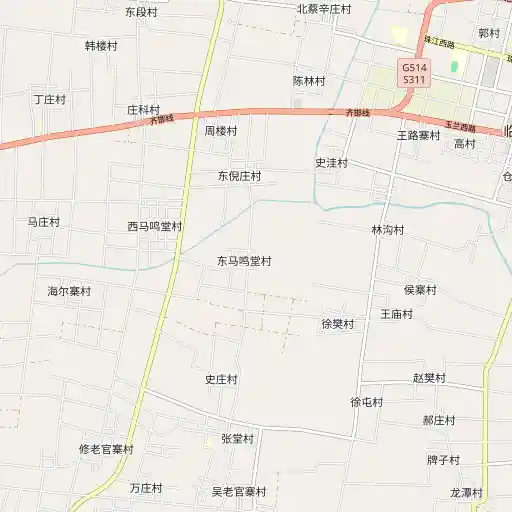 东段村
北蔡辛庄村
郭村
韩楼村
珠江西路
珠
G514
S311
陈林村
丁庄村
庄科村
齐邯线
齐邯线
玉兰西路
临
周楼村
王路寨村
高村
史洼村
东倪庄村
仓
马庄村
西马鸣堂村
林沟村
东马鸣堂村
海尔寨村
侯寨村
王庙村
徐樊村
史庄村
赵樊村
徐屯村
郝庄村
张堂村
修老官寨村
牌子村
万庄村
吴老官寨村
龙潭村